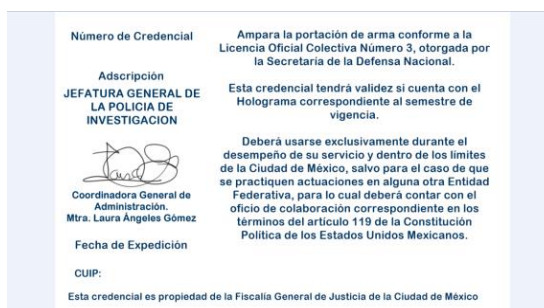 Número de Credencial
Adscripción
JEFATURA GENERAL DE
LA POLICIA DE
INVESTIGACION
Coordinadora General de
Administración.
Mtra. Laura Ángeles Gómez
Fecha de Expedición
CUIP:
Ampara la portación de arma conforme a la
Licencia Oficial Colectiva Número 3, otorgada por
la Secretaría de la Defensa Nacional.
Esta credencial tendrá validez si cuenta con el
Holograma correspondiente al semestre de
vigencia.
Deberá usarse exclusivamente durante el
desempeño de su servicio y dentro de los límites
de la Ciudad de México, salvo para el caso de que
se practiquen actuaciones en alguna otra Entidad
Federativa, para lo cual deberá contar con el
oficio de colaboración correspondiente en los
términos del artículo 119 de la Constitución
Política de los Estados Unidos Mexicanos.
Esta credencial es propiedad de la Fiscalía General de Justicia de la Ciudad de México